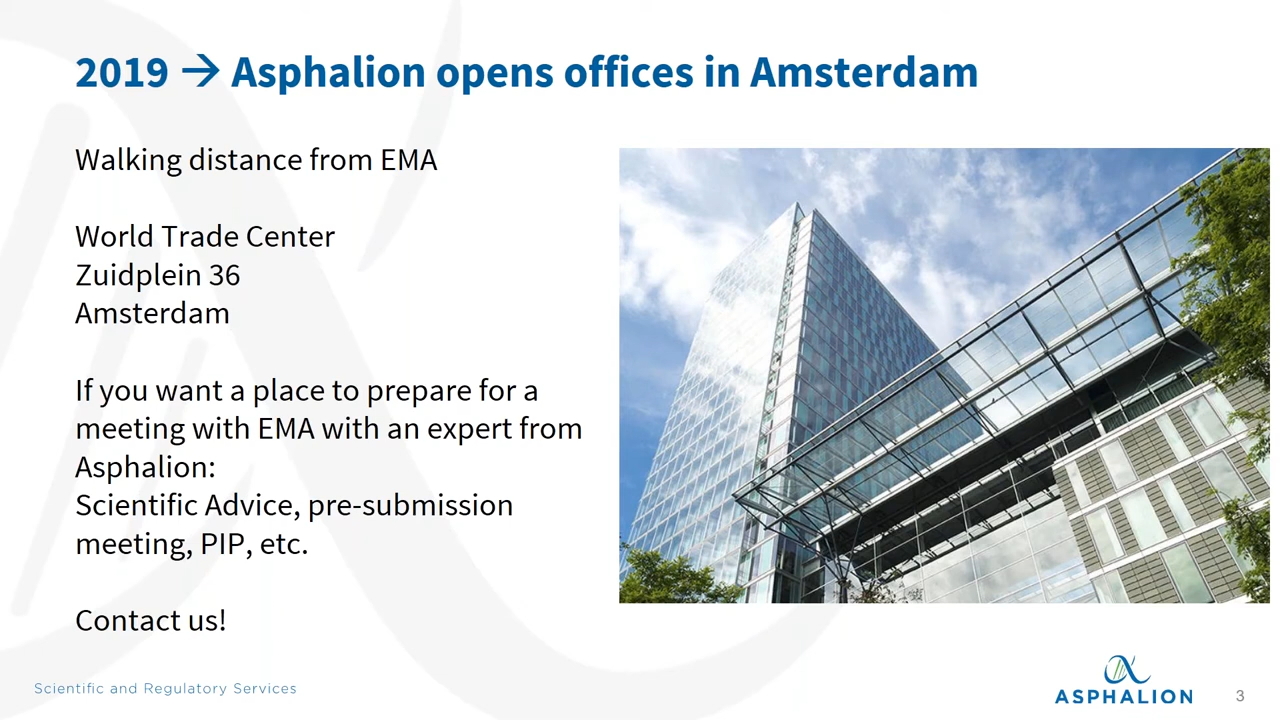 2019 → Asphalion opens offices in Amsterdam
Walking distance from EMA
World Trade Center
Zuidplein 36
Amsterdam
If you want a place to prepare for a
meeting with EMA with an expert from
Asphalion:
Scientific Advice, pre-submission
meeting, PIP, etc.
Contact us!
Scientific and Regulatory Services
ASPHALION
3